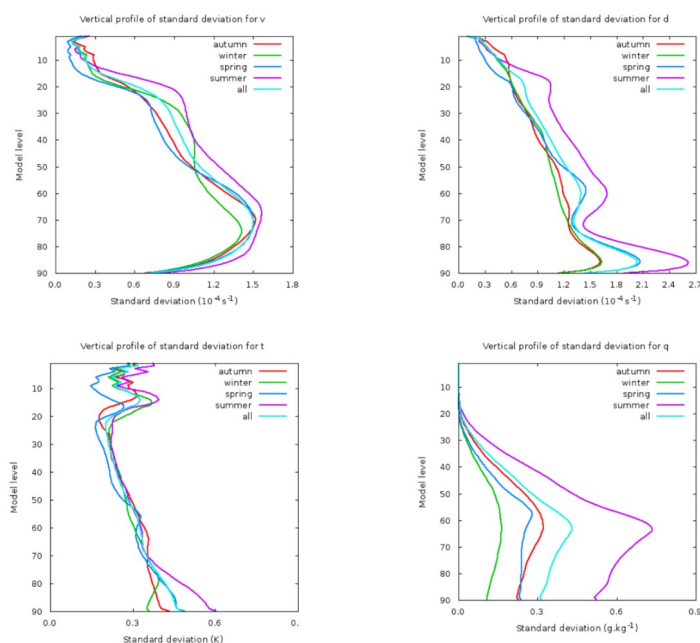 Vertical profile of standard deviation for v
autumn
winter
spring
summer
all
10
20
30
40
50
60
70
80
90
Model level
0
0.3
0.6
0.9
1.2
1.5
1.8
Standard deviation (10⁻⁴ s⁻¹)
Vertical profile of standard deviation for d
autumn
winter
spring
summer
all
10
20
30
40
50
60
70
80
90
Model level
0
0.3
0.6
0.9
1.2
1.5
1.8
2.1
2.4
2.7
Standard deviation (10⁻⁴ s⁻¹)
Vertical profile of standard deviation for t
autumn
winter
spring
summer
all
10
20
30
40
50
60
70
80
90
Model level
0
0.3
0.6
0.
Standard deviation (K)
Vertical profile of standard deviation for q
autumn
winter
spring
summer
all
10
20
30
40
50
60
70
80
90
Model level
0
0.3
0.6
0.9
Standard deviation (g.kg⁻¹)